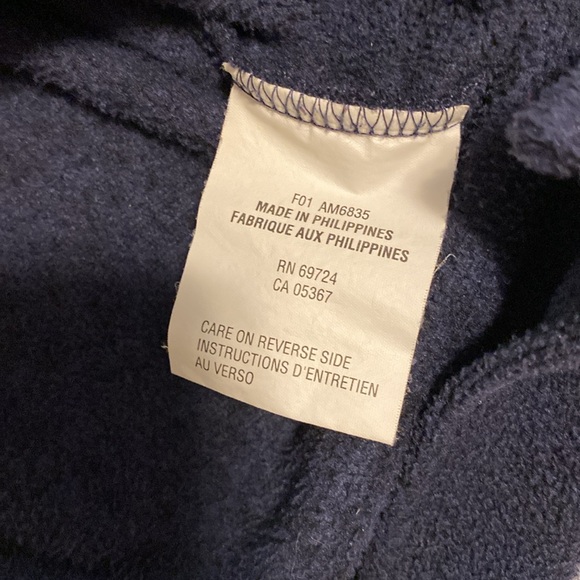 F01 AM6835
MADE IN PHILIPPINES
FABRIQUE AUX PHILIPPINES
RN 69724
CA 05367
CARE ON REVERSE SIDE
INSTRUCTIONS D'ENTRETIEN
AU VERSO